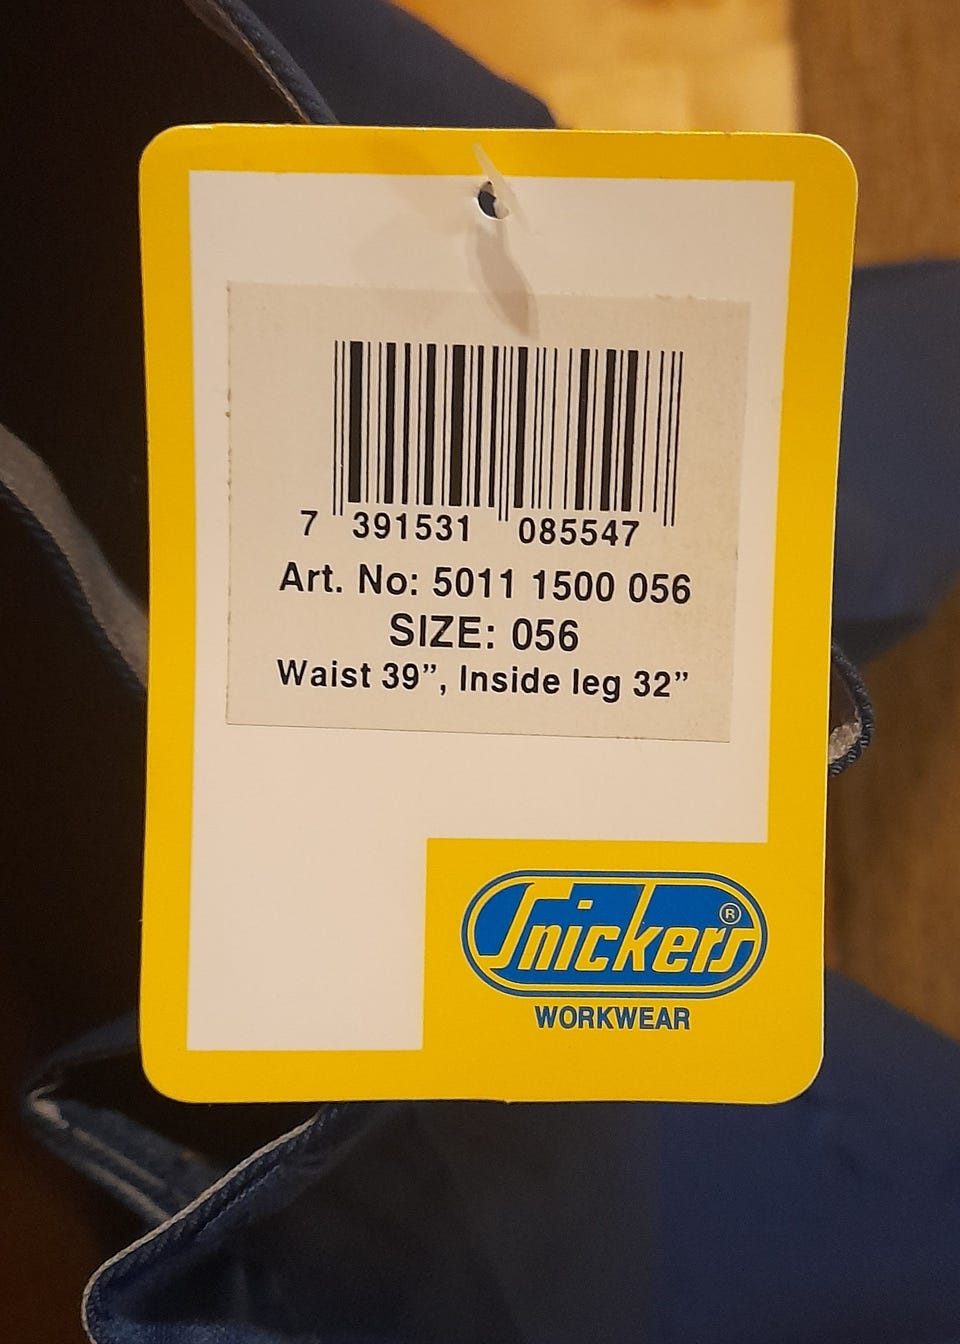 7 391531 085547
Art. No: 5011 1500 056
SIZE: 056
Waist 39”, Inside leg 32”
Snickers ®
WORKWEAR